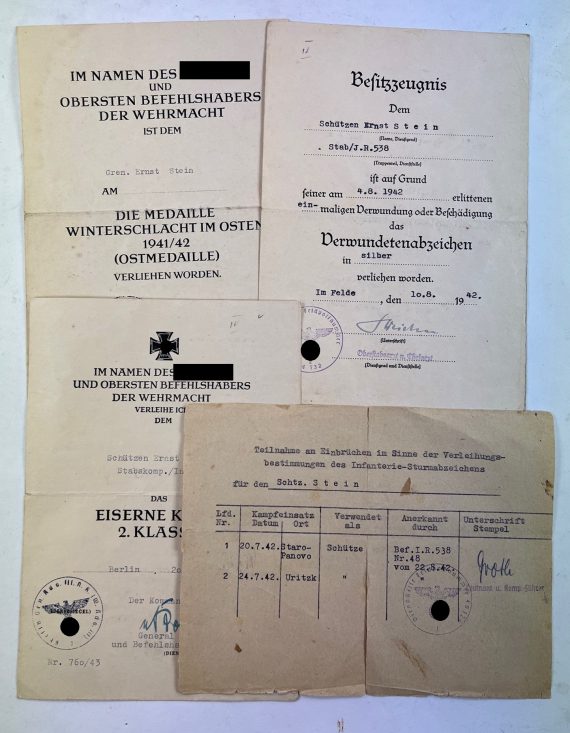 IM NAMEN DES
UND
OBERSTEN BEFEHLSHABERS
DER WEHRMACHT
IST DEM
Gren. Ernst Stein
AM
DIE MEDAILLE
WINTERSCHLACHT IM OSTEN
1941/42
(OSTMEDAILLE)
VERLIEHEN WORDEN.
Besitzzeugnis
Dem
Schützen Ernst Stein
(Name, Dienstgrad)
. Stab/J.R.538
(Truppenteil, Dienststelle)
ist auf Grund
seiner am 4.8. 1942 erlittenen
ein-maligen Verwundung oder Beschädigung
das
Verwundetenabzeichen
in silber
verliehen worden.
Im Felde, den 10.8. 1942.
(Unterschrift)
(Dienstgrad und Dienststelle)
IM NAMEN DES
UND OBERSTEN BEFEHLSHABERS
DER WEHRMACHT
VERLEIHE ICH
DEM
Schützen Ernst
Stabskomp./In
DAS
EISERNE K
2. KLASS
Berlin, 20
Der Komman
General
und Befehlsha
(DIEN
(DIENSTSIEGEL)
Nr. 760/43
Teilnahme an Einbrüchen im Sinne der Verleihungs-
bestimmungen des Infanterie-Sturmabzeichens
für den Schtz. Stein
Lfd. Nr. Kampfeinsatz Datum Ort Verwendet als Anerkannt durch Unterschrift Stempel
1 20.7.42. Staro-Panovo Schütze Bef.I.R.538 Nr.48 vom 22.8.42.
2 24.7.42. Uritzk "